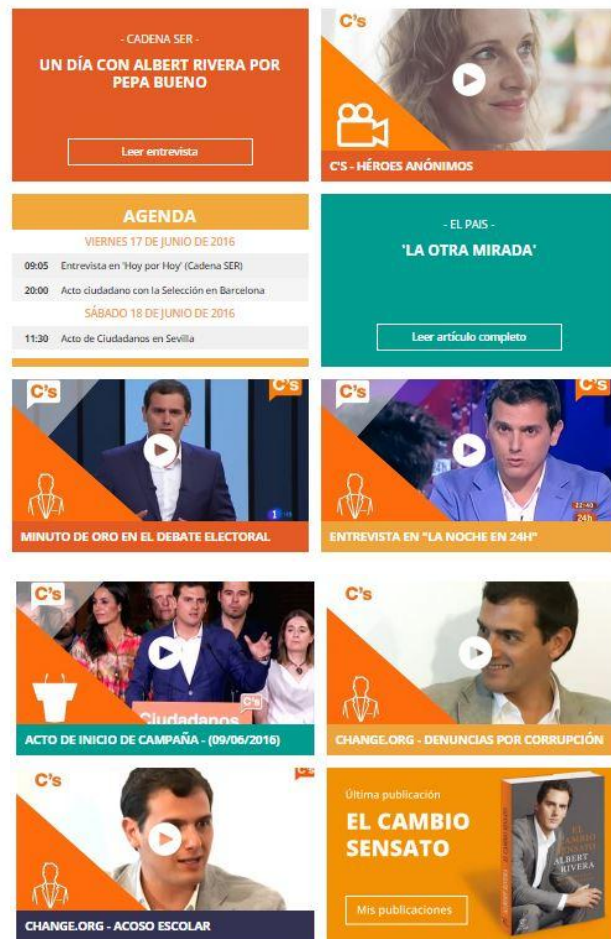 - CADENA SER -
UN DÍA CON ALBERT RIVERA POR
PEPA BUENO
Leer entrevista
C's
C'S - HÉROES ANÓNIMOS
AGENDA
VIERNES 17 DE JUNIO DE 2016
09:05 Entrevista en 'Hoy por Hoy' (Cadena SER)
20:00 Acto ciudadano con la Selección en Barcelona
SÁBADO 18 DE JUNIO DE 2016
11:30 Acto de Ciudadanos en Sevilla
- EL PAIS -
'LA OTRA MIRADA'
Leer artículo completo
C's
C's
1
MINUTO DE ORO EN EL DEBATE ELECTORAL
C's
C's
22:40
24h
ENTREVISTA EN "LA NOCHE EN 24H"
C's
C's
Ciudadanos
ACTO DE INICIO DE CAMPAÑA - (09/06/2016)
C's
CHANGE.ORG - DENUNCIAS POR CORRUPCIÓN
C's
CHANGE.ORG - ACOSO ESCOLAR
Última publicación
EL CAMBIO
SENSATO
Mis publicaciones
EL
CAMBIO
SENSATO
ALBERT
RIVERA